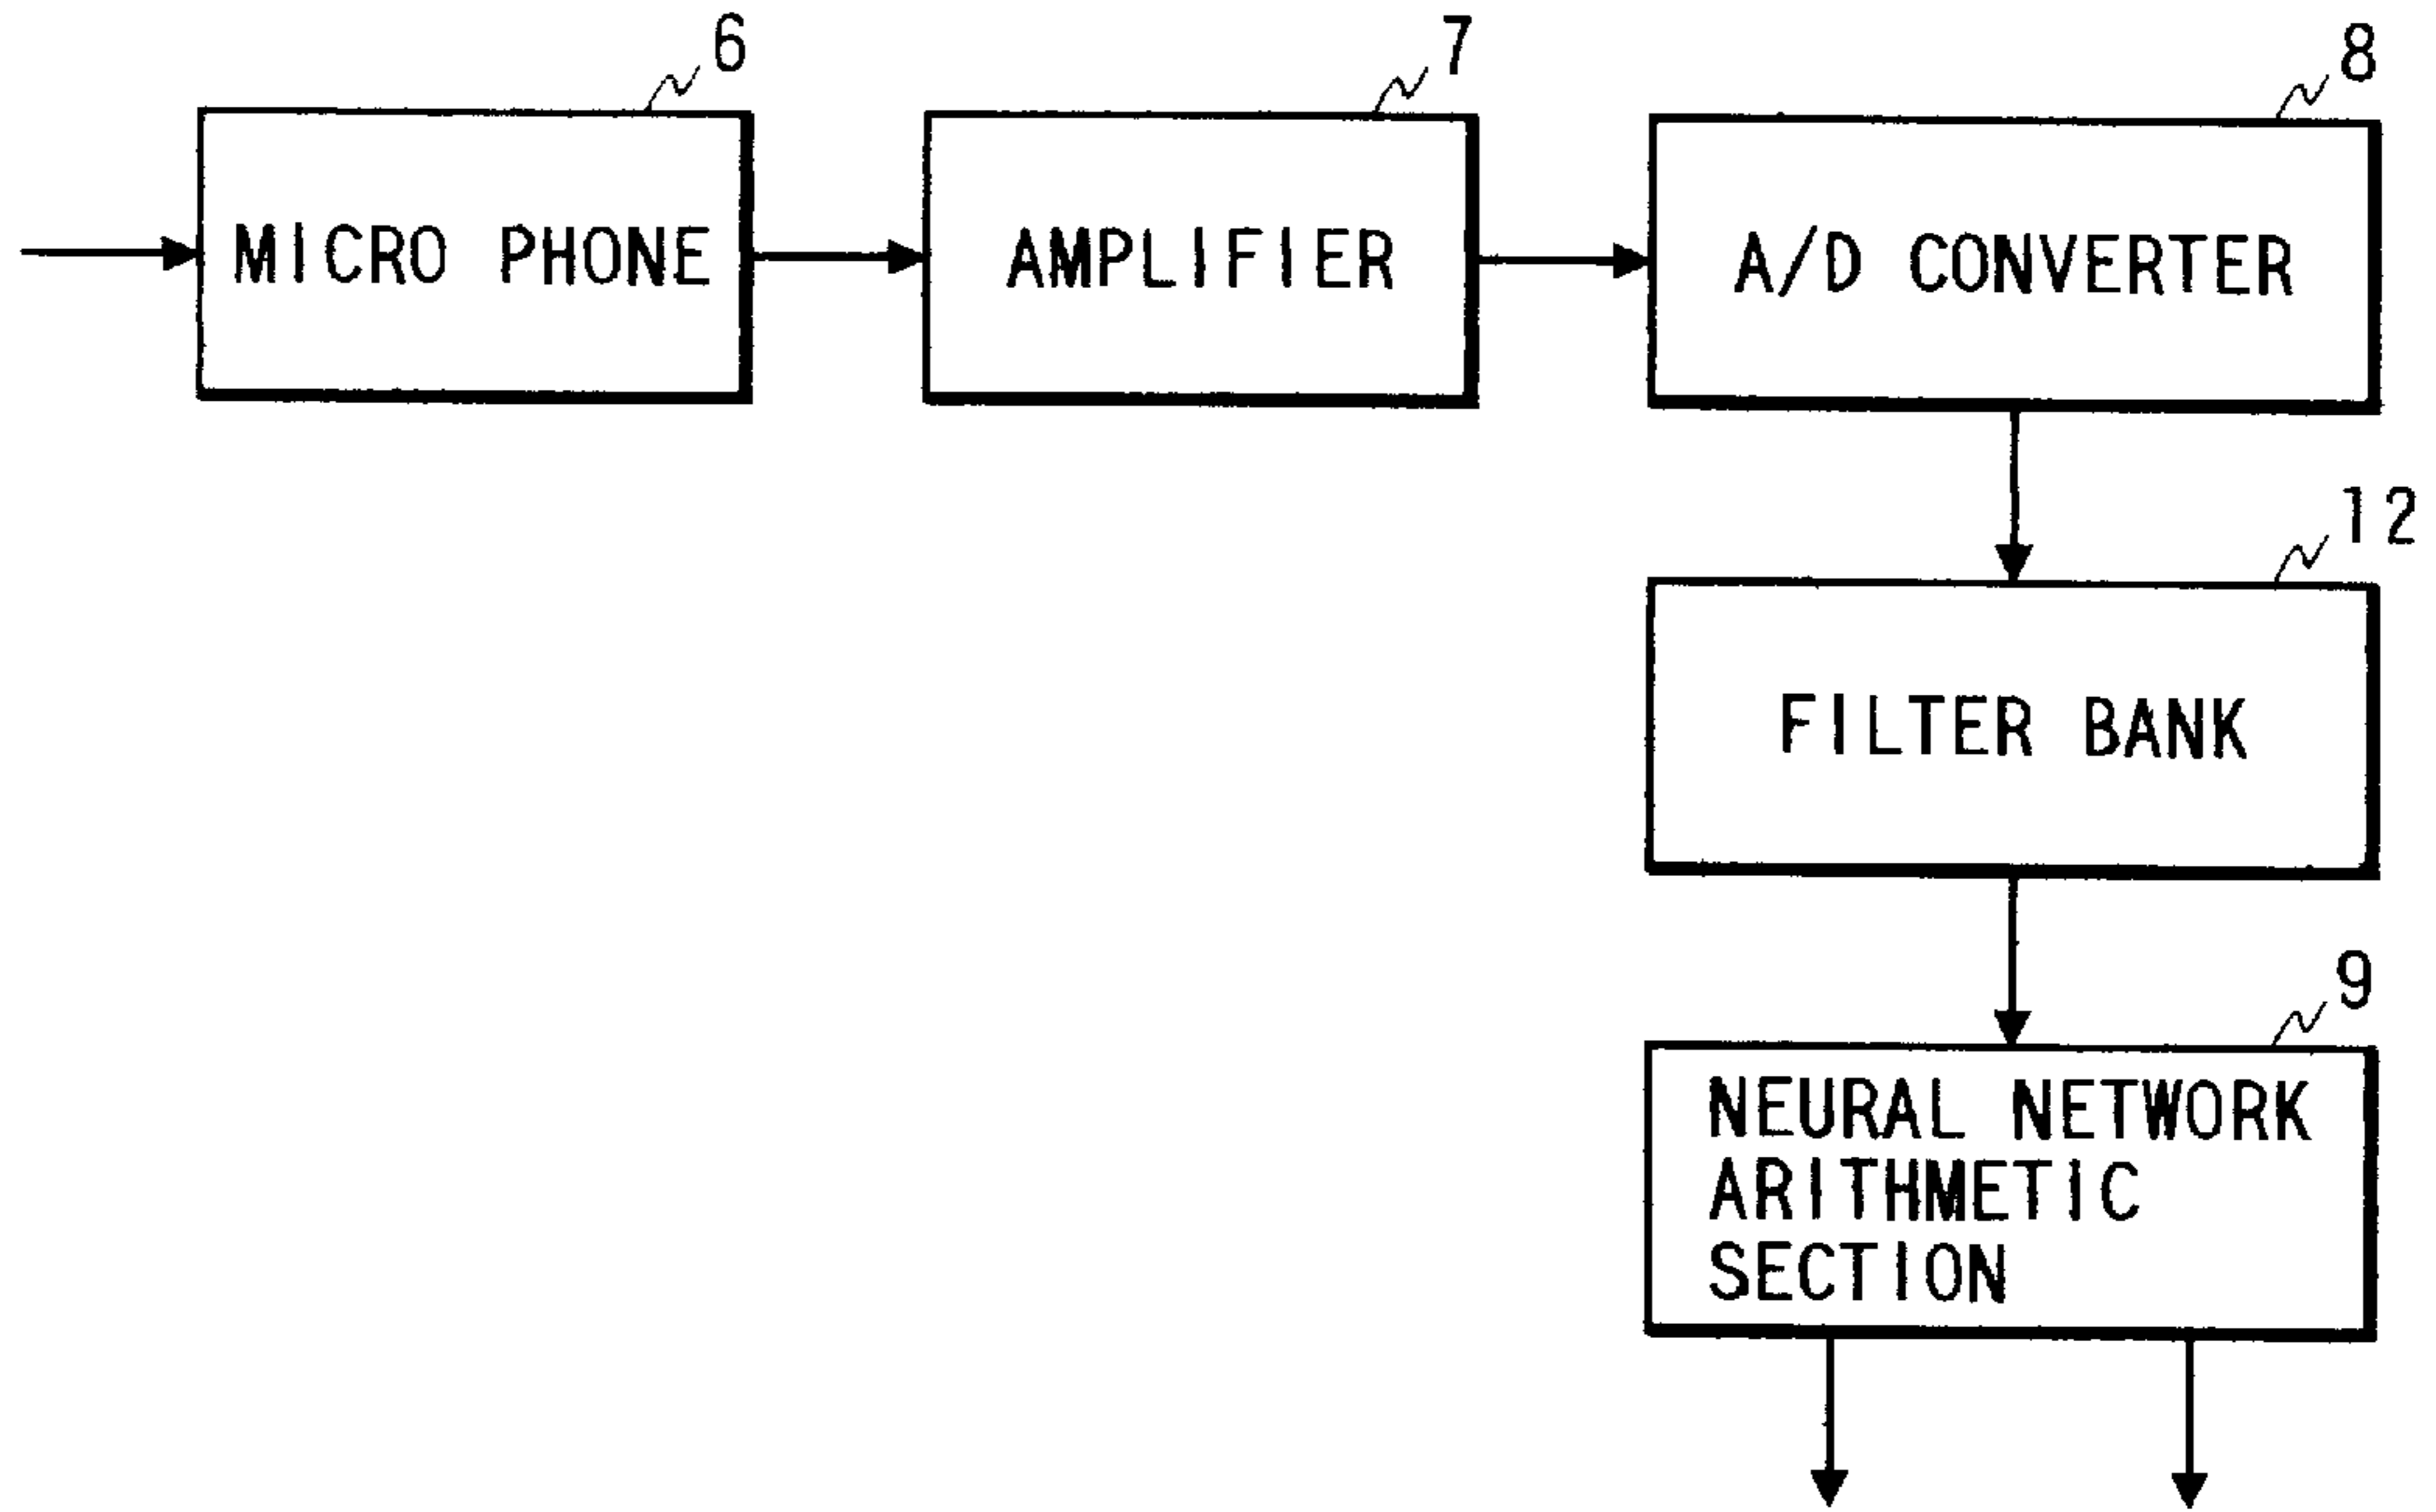 6
7
8
MICRO PHONE
AMPLIFIER
A/D CONVERTER
12
FILTER BANK
9
NEURAL NETWORK
ARITHMETIC
SECTION